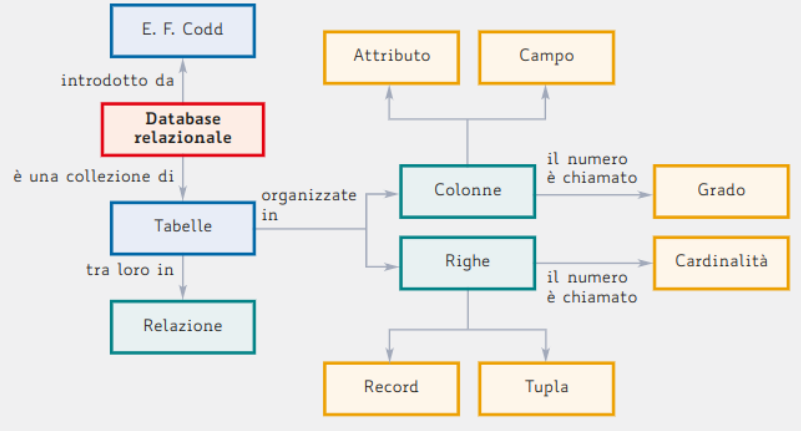 E. F. Codd
introdotto da
Database
relazionale
è una collezione di
Tabelle
tra loro in
Relazione
organizzate
in
Attributo
Campo
Colonne
il numero
è chiamato
Grado
Righe
il numero
è chiamato
Cardinalità
Record
Tupla